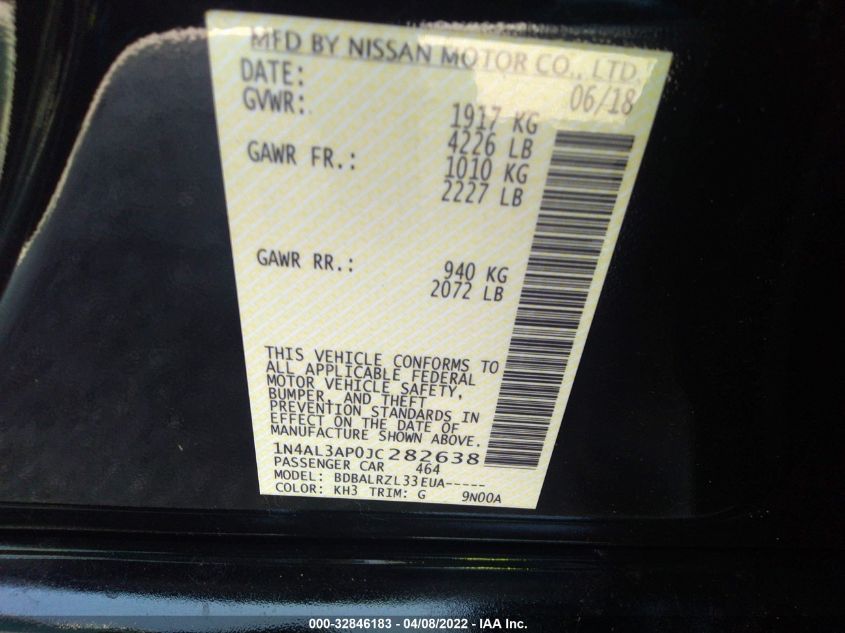 MFD BY NISSAN MOTOR CO., LTD.
DATE: 06/18
GVWR: 1917 KG
4226 LB
GAWR FR.: 1010 KG
2227 LB
GAWR RR.: 940 KG
2072 LB
THIS VEHICLE CONFORMS TO
ALL APPLICABLE FEDERAL
MOTOR VEHICLE SAFETY,
BUMPER, AND THEFT
PREVENTION STANDARDS IN
EFFECT ON THE DATE OF
MANUFACTURE SHOWN ABOVE.
1N4AL3AP0JC282638
PASSENGER CAR 464
MODEL: BDBALRZL33EUA-----
COLOR: KH3 TRIM: G 9N00A
000-32846183 - 04/08/2022 - IAA Inc.